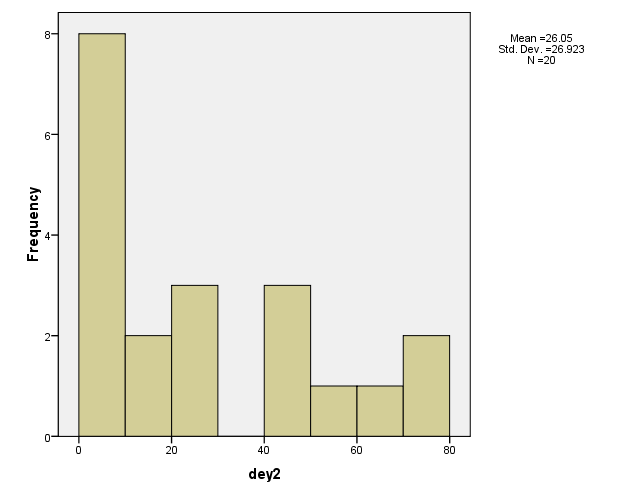 Mean =26.05
Std. Dev. =26.923
N =20
Frequency
8
6
4
2
0
0 20 40 60 80
dey2